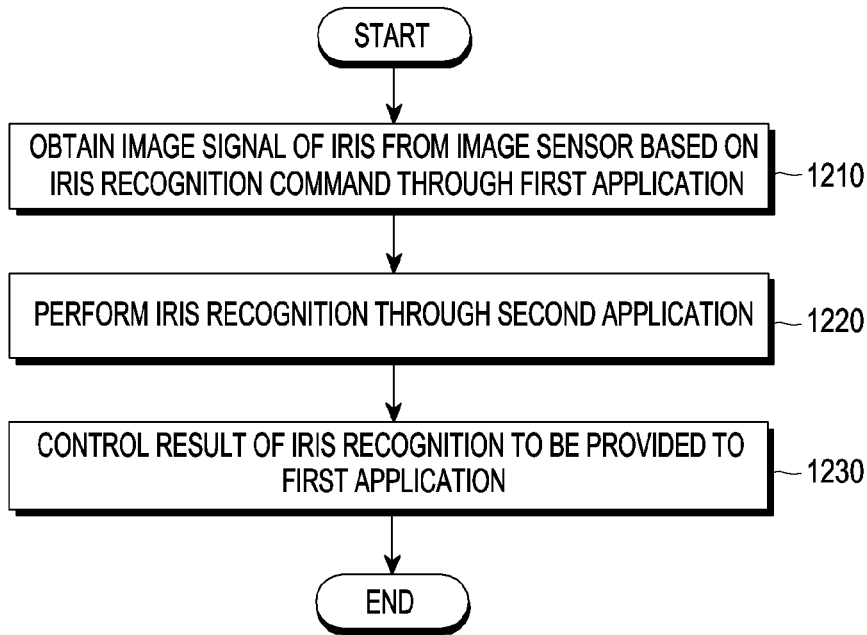 START
OBTAIN IMAGE SIGNAL OF IRIS FROM IMAGE SENSOR BASED ON
IRIS RECOGNITION COMMAND THROUGH FIRST APPLICATION
1210
PERFORM IRIS RECOGNITION THROUGH SECOND APPLICATION
1220
CONTROL RESULT OF IRIS RECOGNITION TO BE PROVIDED TO
FIRST APPLICATION
1230
END